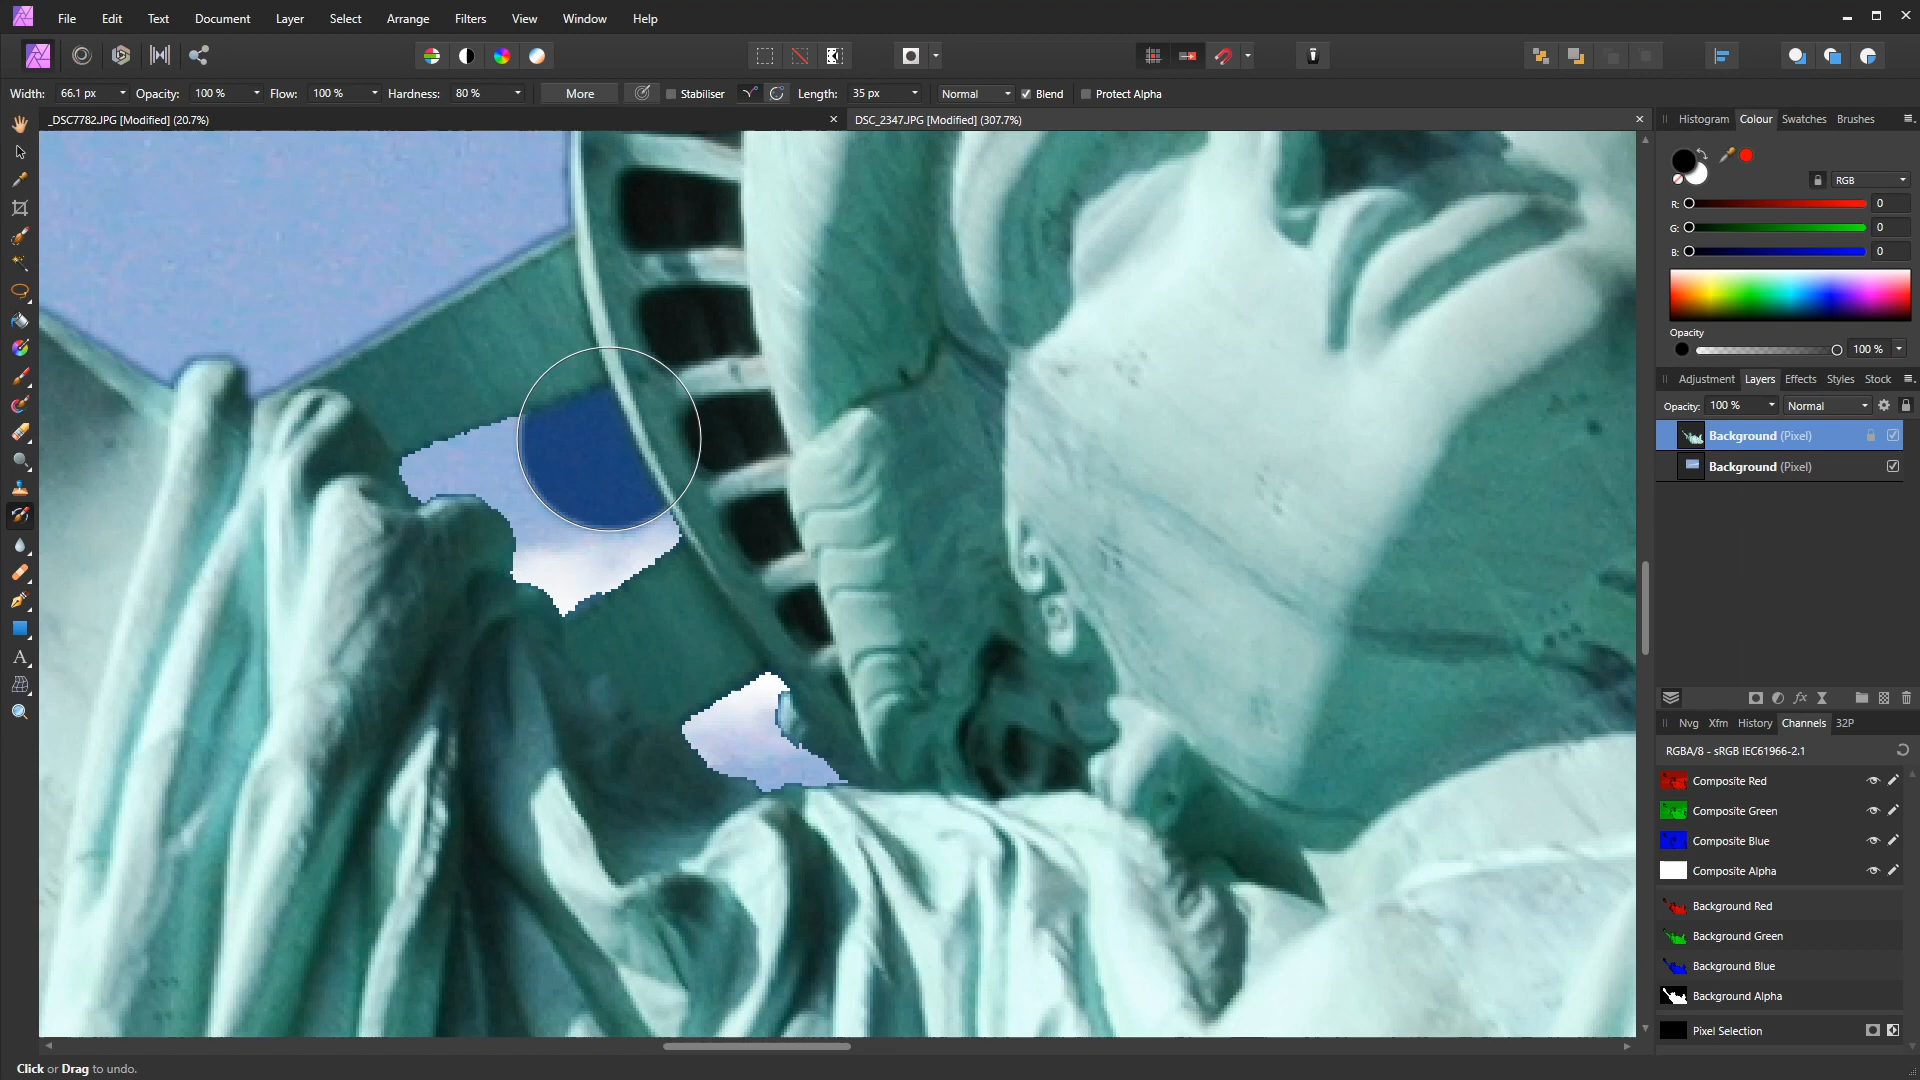 File Edit Text Document Layer Select Arrange Filters View Window Help
Width: 66.1 px Opacity: 100 % Flow: 100 % Hardness: 80 % More Stabiliser Length: 35 px Normal Blend Protect Alpha
_DSC7782.JPG [Modified] (20.7%)
DSC_2347.JPG [Modified] (307.7%)
Histogram Colour Swatches Brushes
RGB
R: 0
G: 0
B: 0
Opacity
100 %
Adjustment Layers Effects Styles Stock
Opacity: 100 % Normal
Background (Pixel)
Background (Pixel)
fx
Nvg Xfm History Channels 32P
RGBA/8 - sRGB IEC61966-2.1
Composite Red
Composite Green
Composite Blue
Composite Alpha
Background Red
Background Green
Background Blue
Background Alpha
Pixel Selection
Click or Drag to undo.